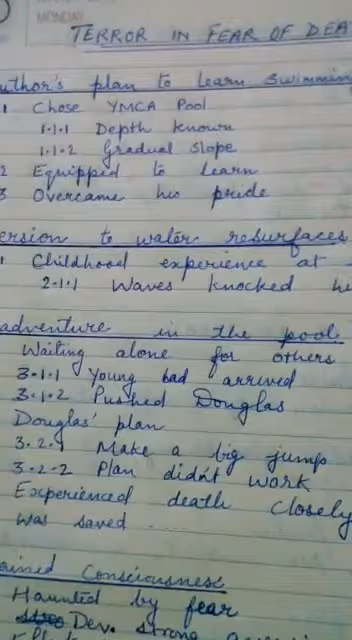 MONDAY
TERROR IN FEAR OF DEA
uthor's plan to learn swimming
1 Chose YMCA Pool
1.1.1 Depth known
1.1.2 Gradual slope
2 Equipped to learn
3 Overcame his pride
ersion to water resurfaces
1 Childhood experience at
2.1.1 Waves knocked hi
adventure in the pool
Waiting alone for others
3.1.1 Young bad arrived
3.1.2 Pushed Douglas
Douglas' plan
3.2.1 Make a big jump
3.2.2 Plan didn't work
Experienced death closely
Was saved
ained Consciousness
Haunted by fear
Dev. strong